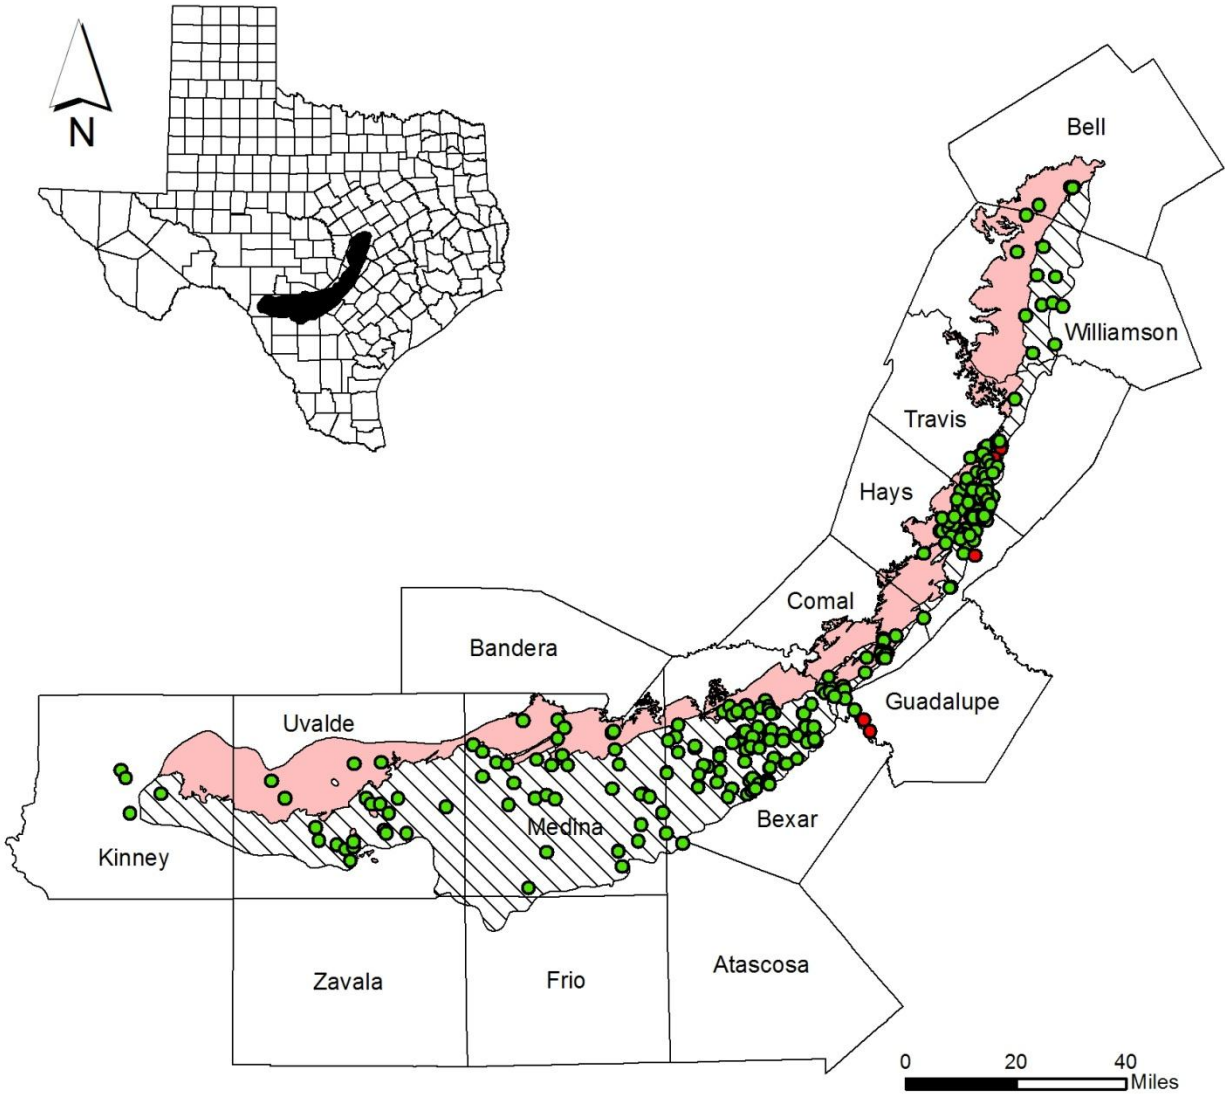 N
Bell
Williamson
Travis
Hays
Comal
Bandera
Guadalupe
Uvalde
Medina
Bexar
Kinney
Atascosa
Zavala
Frio
0 20 40
Miles